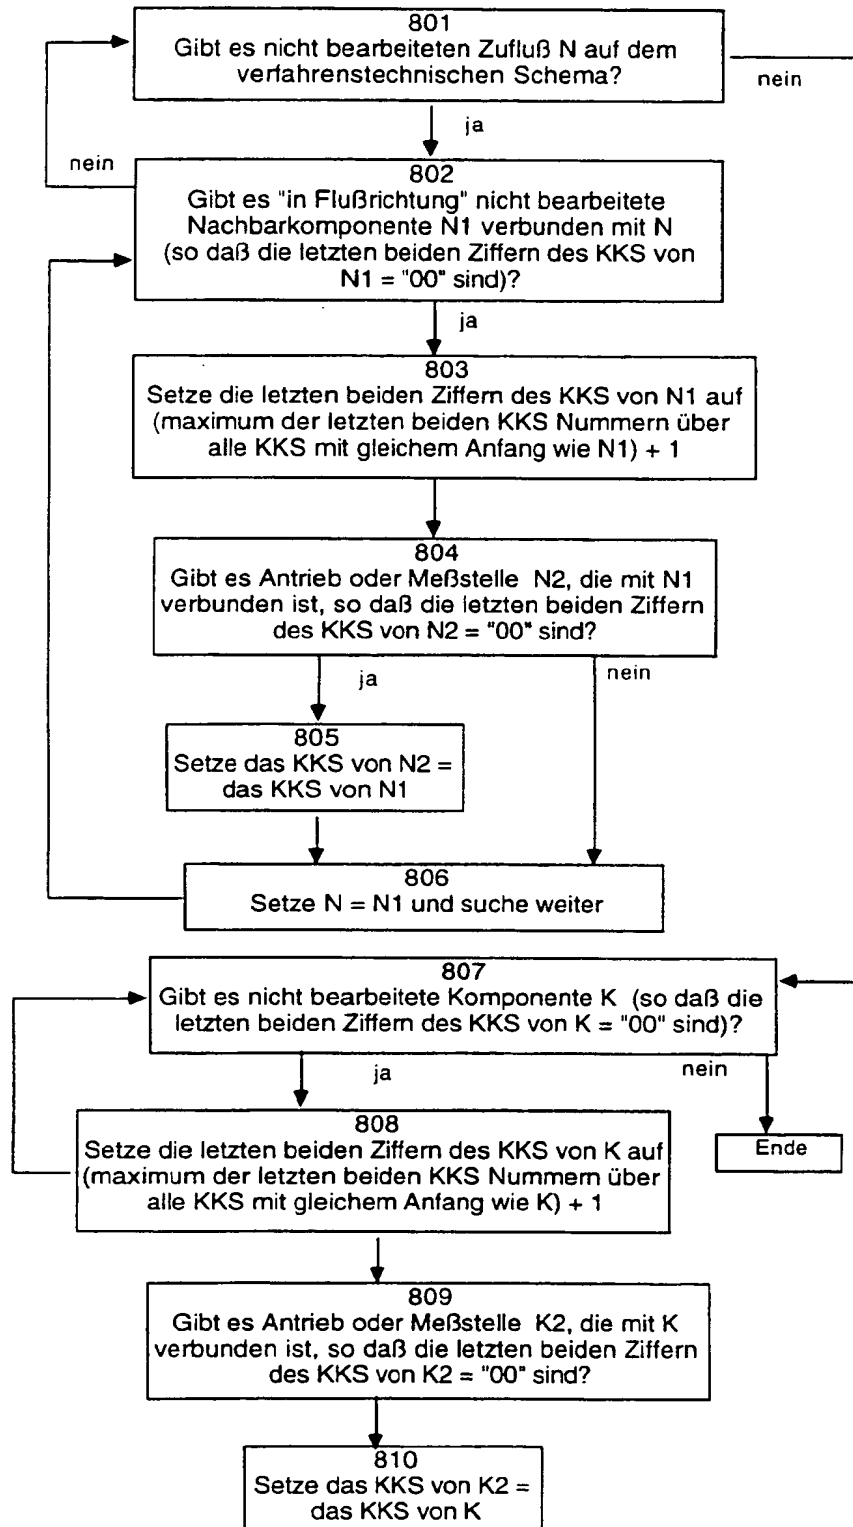 801
Gibt es nicht bearbeiteten Zufluß N auf dem
verfahrenstechnischen Schema?
nein
ja
nein
802
Gibt es "in Flußrichtung" nicht bearbeitete
Nachbarkomponente N1 verbunden mit N
(so daß die letzten beiden Ziffern des KKS von
N1 = "00" sind)?
ja
803
Setze die letzten beiden Ziffern des KKS von N1 auf
(maximum der letzten beiden KKS Nummern über
alle KKS mit gleichem Anfang wie N1) + 1
804
Gibt es Antrieb oder Meßstelle N2, die mit N1
verbunden ist, so daß die letzten beiden Ziffern
des KKS von N2 = "00" sind?
ja
nein
805
Setze das KKS von N2 =
das KKS von N1
806
Setze N = N1 und suche weiter
807
Gibt es nicht bearbeitete Komponente K (so daß die
letzten beiden Ziffern des KKS von K = "00" sind)?
ja
nein
Ende
808
Setze die letzten beiden Ziffern des KKS von K auf
(maximum der letzten beiden KKS Nummern über
alle KKS mit gleichem Anfang wie K) + 1
809
Gibt es Antrieb oder Meßstelle K2, die mit K
verbunden ist, so daß die letzten beiden Ziffern
des KKS von K2 = "00" sind?
810
Setze das KKS von K2 =
das KKS von K